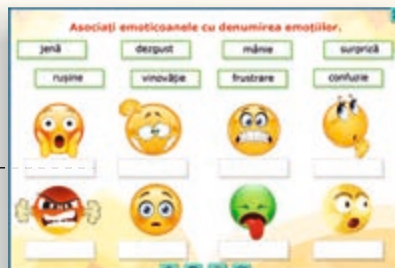 Asociați emoticoanele cu denumirea emoțiilor.
jenă dezgust mânie surpriză
rușine vinovăție frustrare confuzie